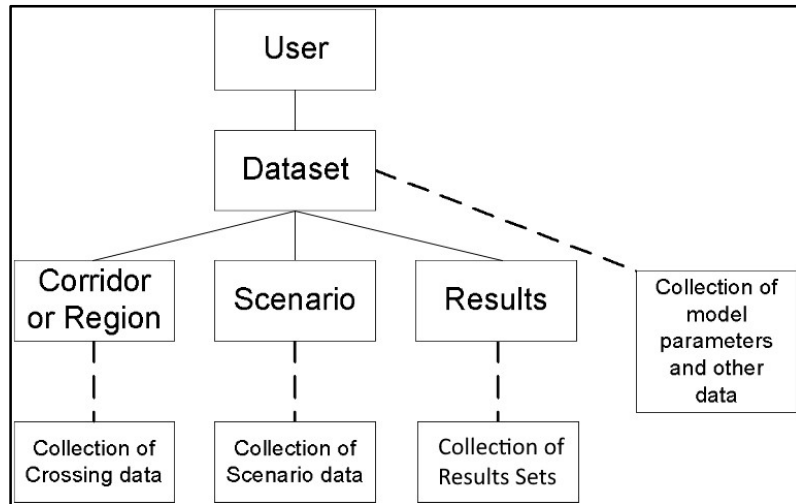 User
Dataset
Corridor
or Region
Scenario
Results
Collection of
model
parameters
and other
data
Collection of
Crossing data
Collection of
Scenario data
Collection of
Results Sets